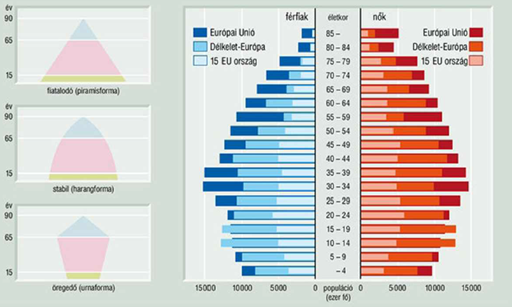 év
90
65
15
fiatalodó (piramisforma)
év
90
65
15
stabil (harangforma)
év
90
65
15
öregedő (urnaforma)
férfiak életkor nők
Európai Unió
Délkelet-Európa
15 EU ország
Európai Unió
Délkelet-Európa
15 EU ország
85 –
80 – 84
75 – 79
70 – 74
65 – 69
60 – 64
55 – 59
50 – 54
45 – 49
40 – 44
35 – 39
30 – 34
25 – 29
20 – 24
15 – 19
10 – 14
5 – 9
– 4
15000 10000 5000 0 populáció 0 5000 10000 15000
(ezer fő)